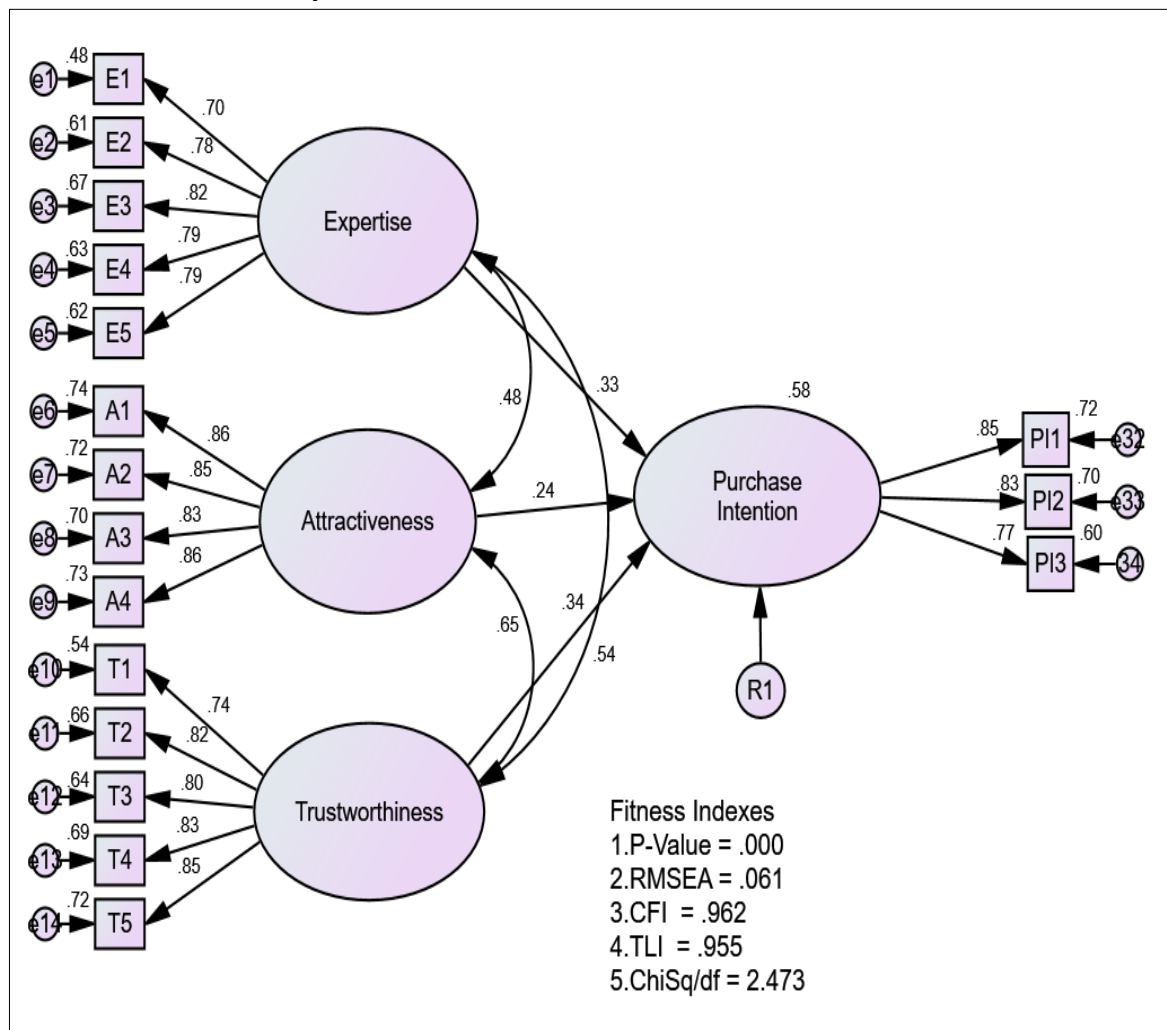 .48
e1
E1
.70
.61
e2
E2
.78
.67
e3
E3
.82
.63
e4
E4
.79
.62
e5
E5
.79
Expertise
.74
e6
A1
.86
.72
e7
A2
.85
.70
e8
A3
.83
.73
e9
A4
.86
Attractiveness
.54
e10
T1
.74
.66
e11
T2
.82
.64
e12
T3
.80
.69
e13
T4
.83
.72
e14
T5
.85
Trustworthiness
.48
.65
.54
.33
.24
.34
.58
Purchase
Intention
R1
.85
PI1
.72
e32
.83
PI2
.70
e33
.77
PI3
.60
34
Fitness Indexes
1.P-Value = .000
2.RMSEA = .061
3.CFI = .962
4.TLI = .955
5.ChiSq/df = 2.473